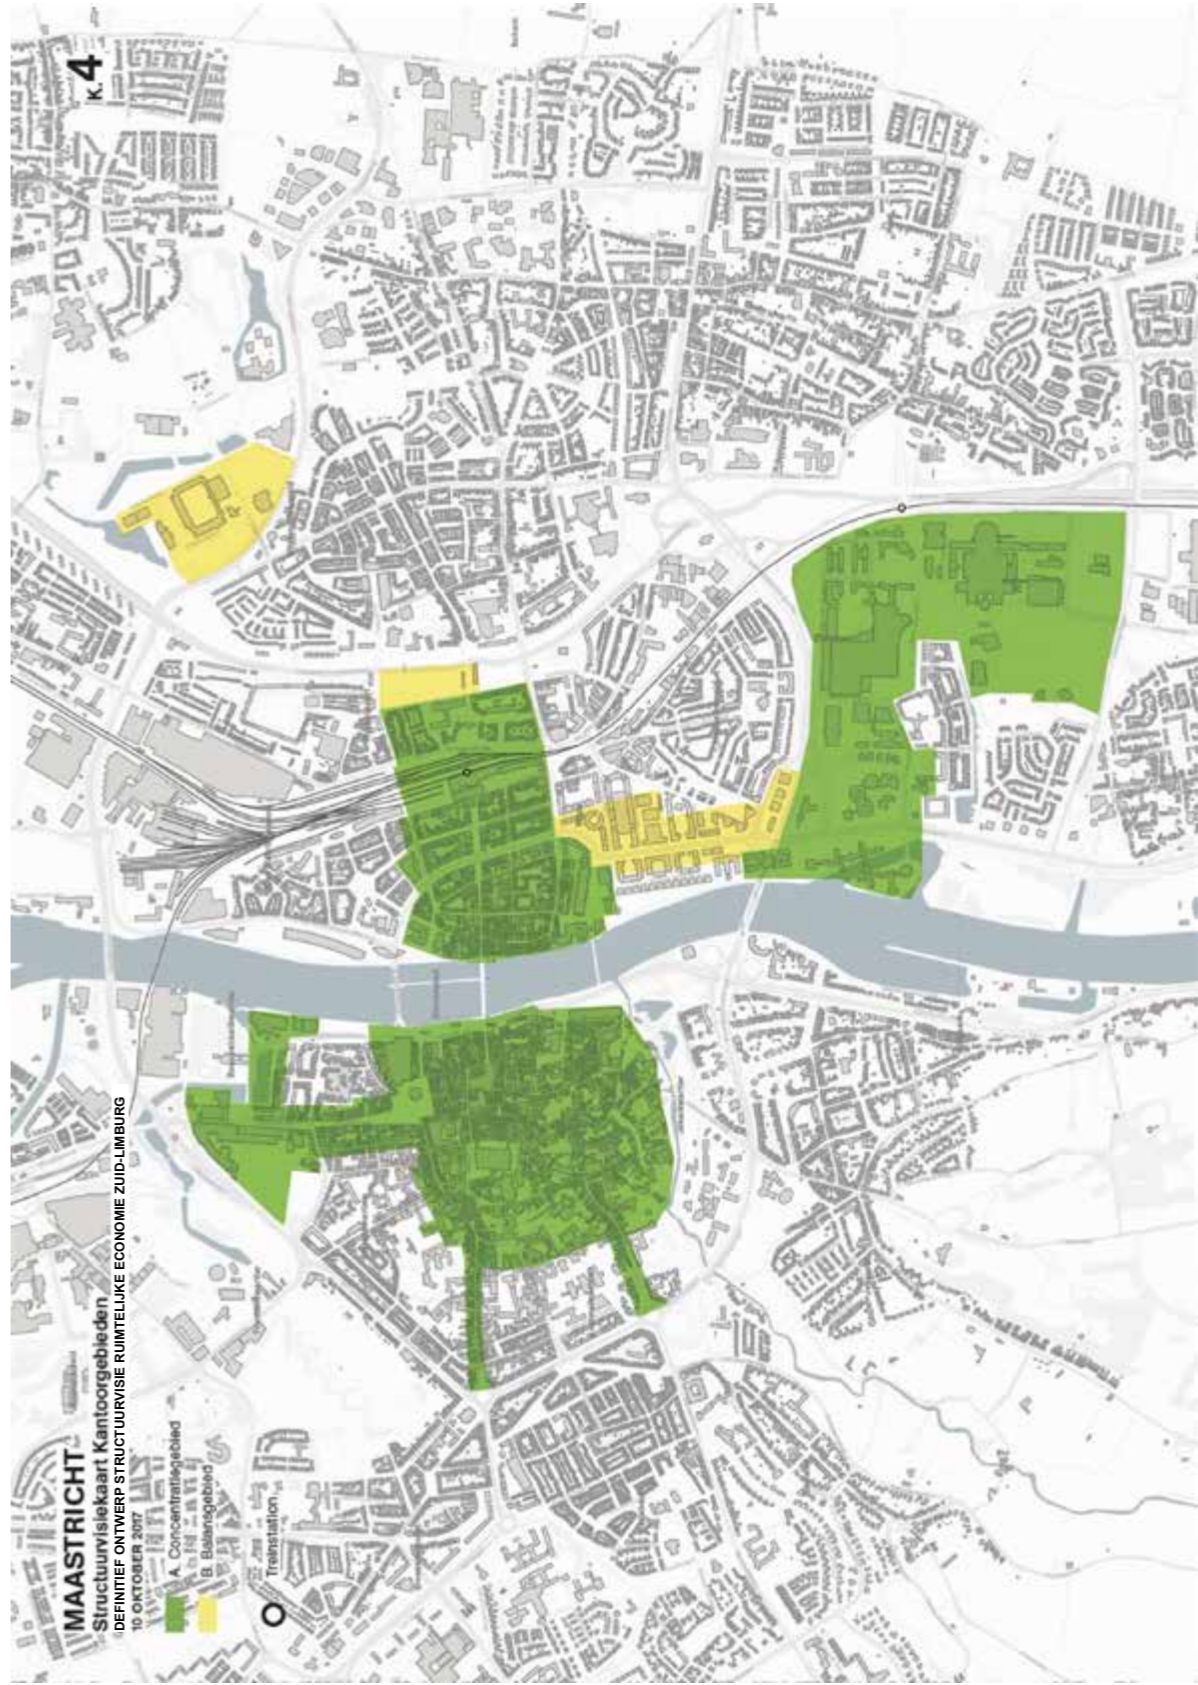 K.4
MAASTRICHT
Structuurvisiekaart Kantoorgebieden
DEFINITIEF ONTWERP STRUCTUURVISIE RUIMTELIJKE ECONOMIE ZUID-LIMBURG
10 OKTOBER 2017
A. Concentratiegebied
B. Balansgebied
Treinstation